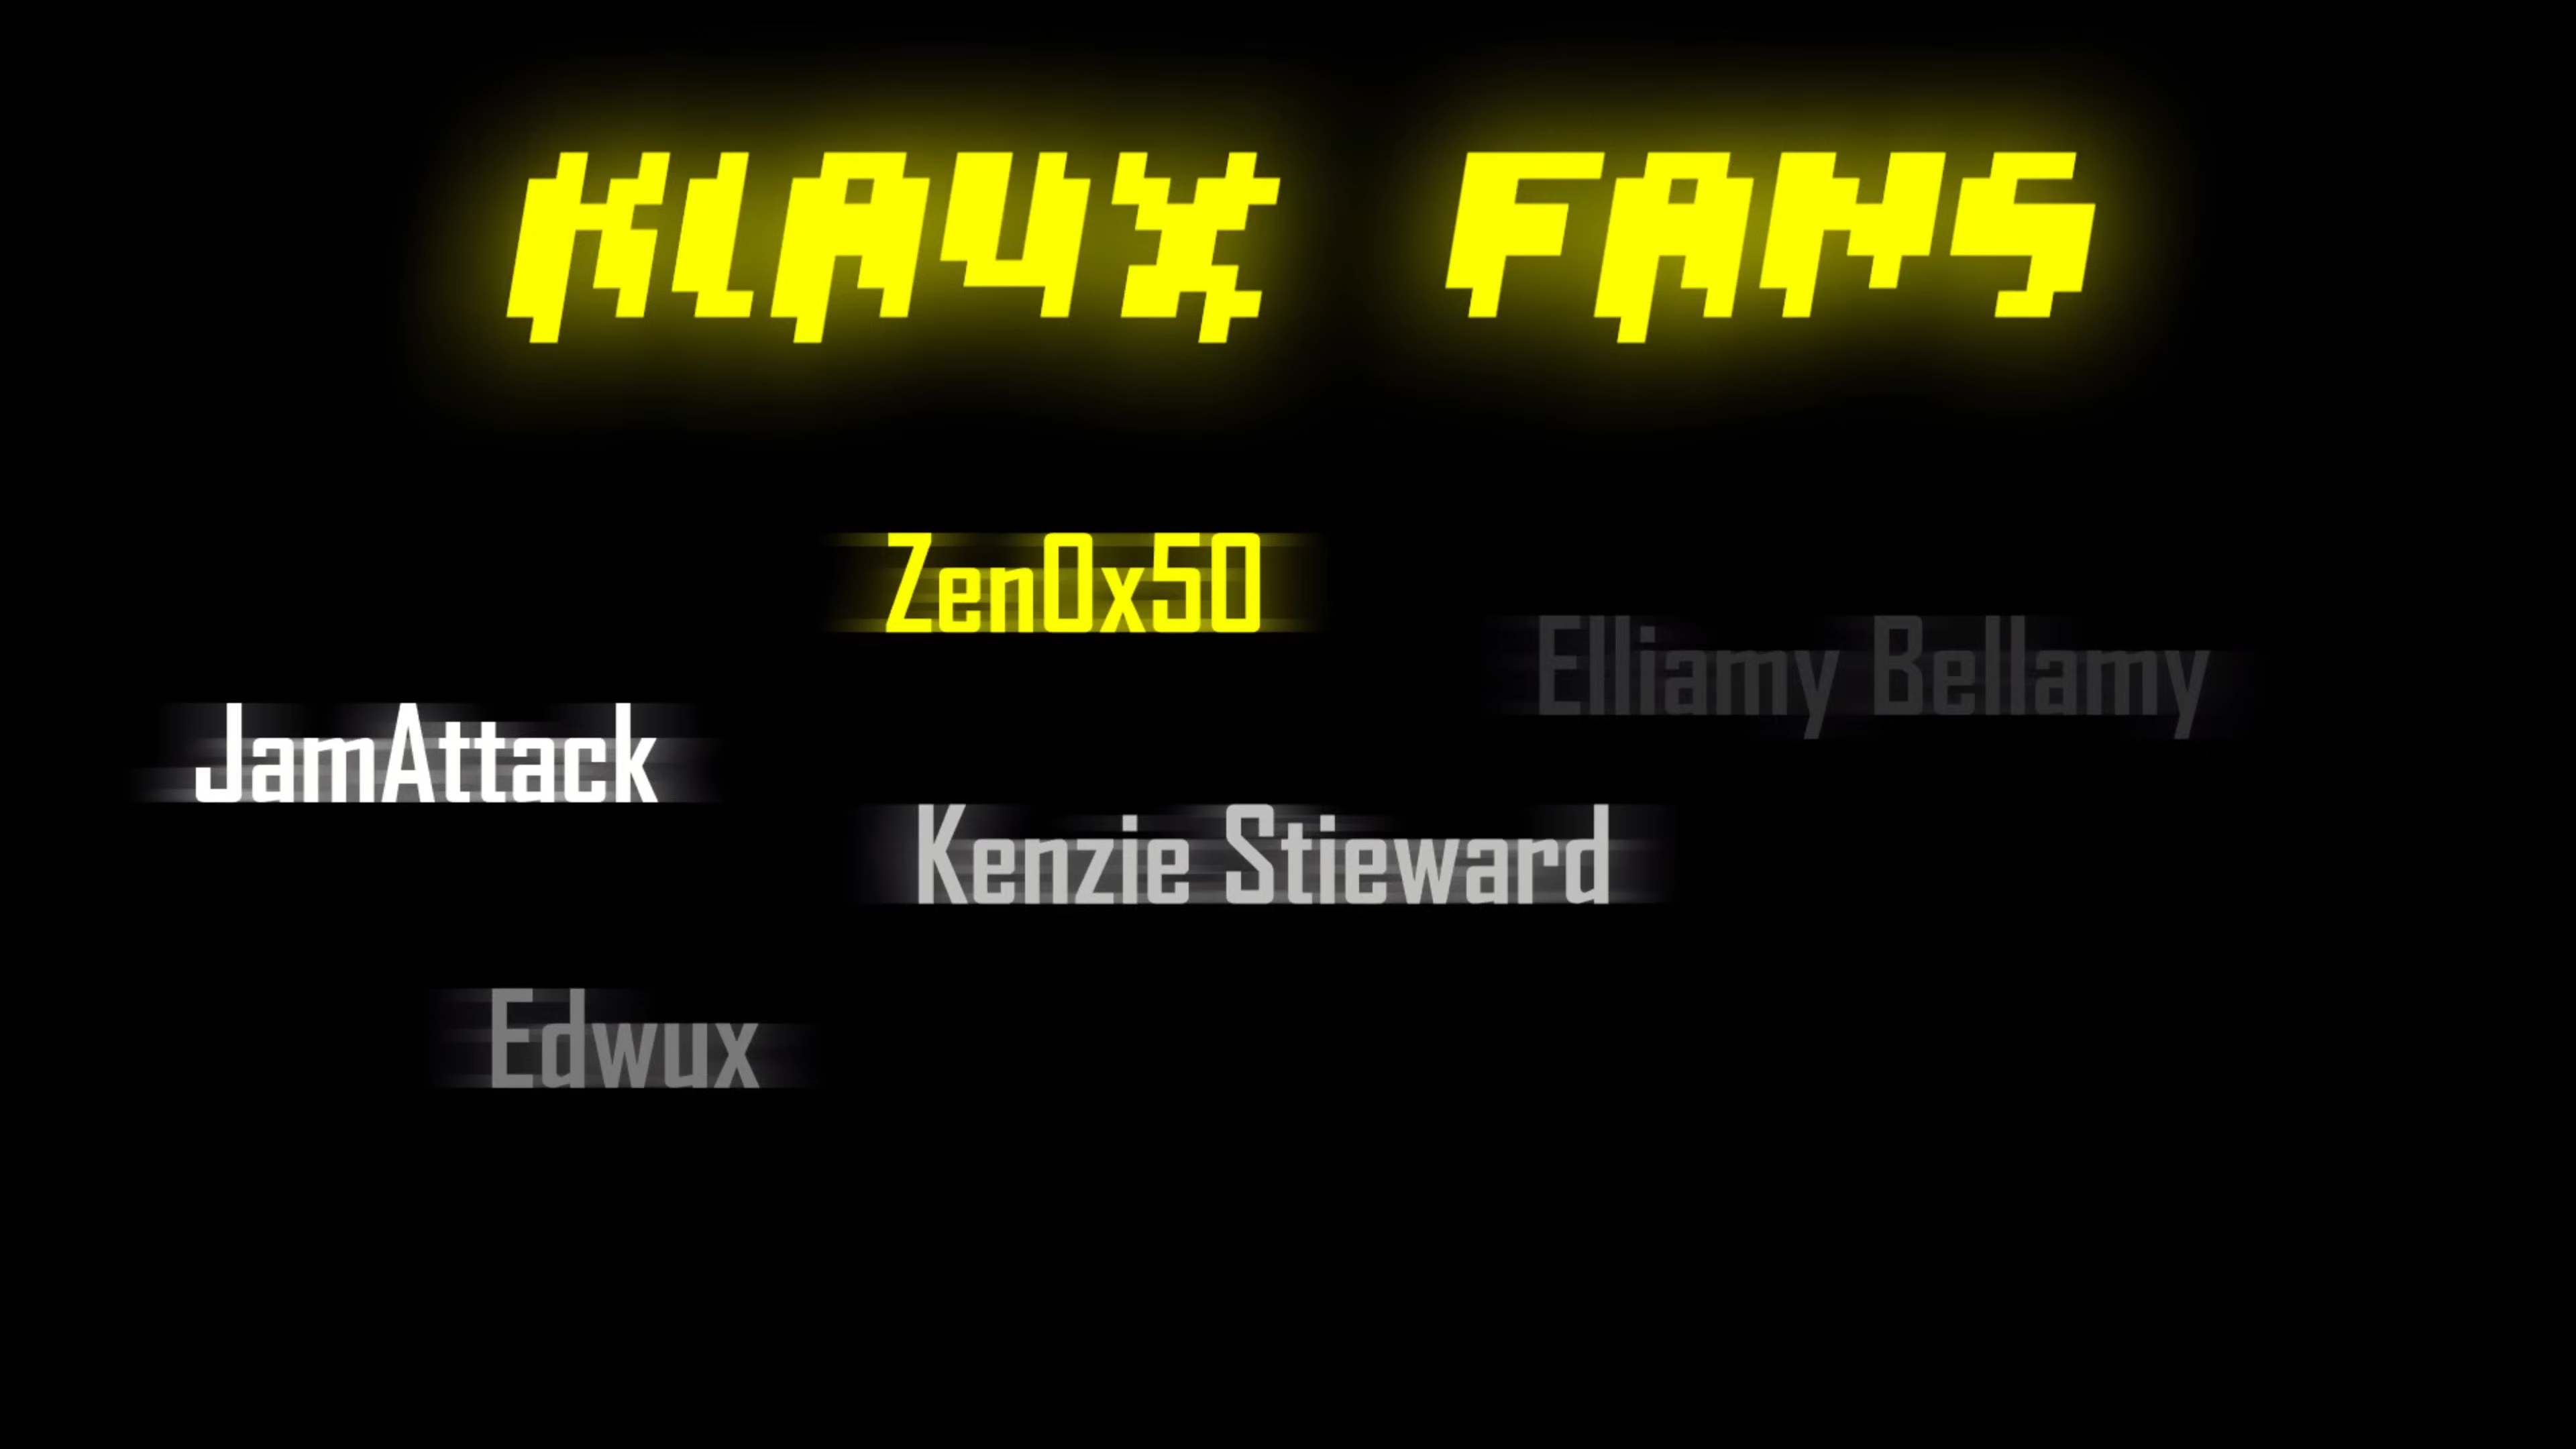 KLAUX FANS
Zen0x50
Elliamy Bellamy
JamAttack
Kenzie Stieward
Edwux